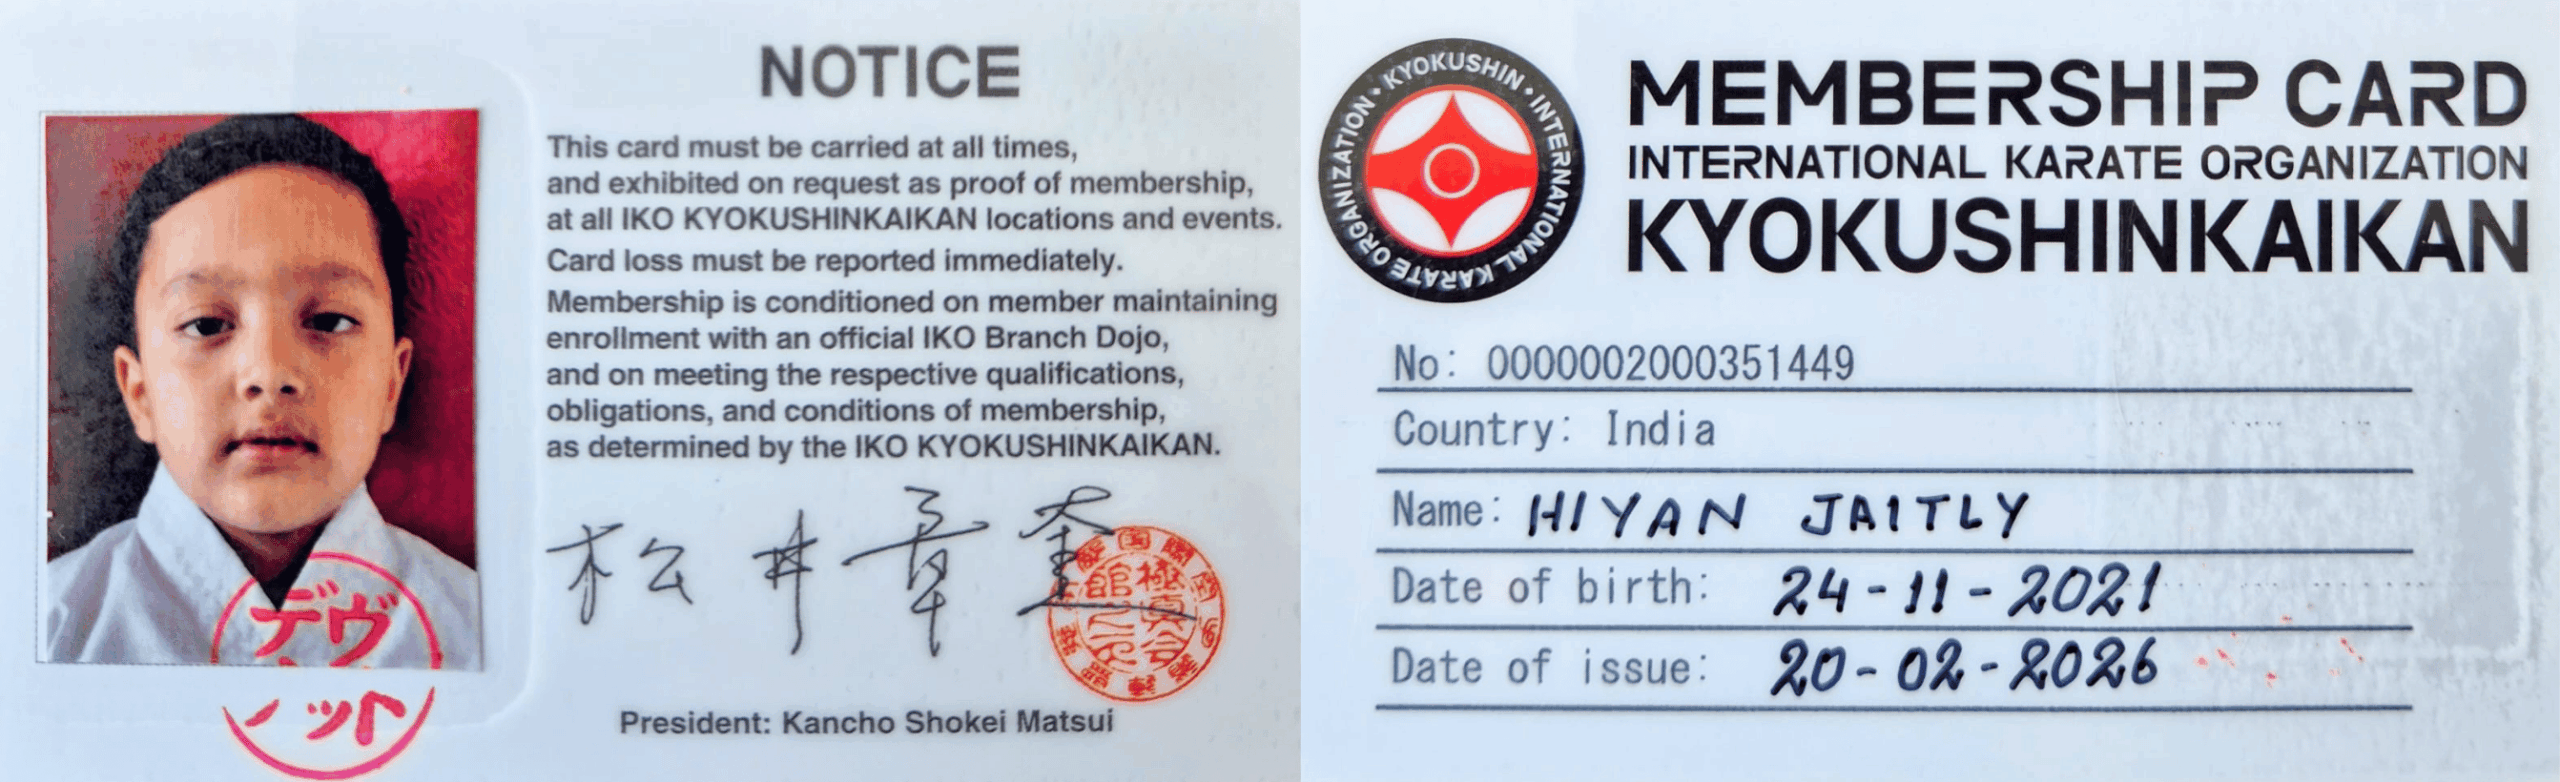 NOTICE
This card must be carried at all times,
and exhibited on request as proof of membership,
at all IKO KYOKUSHINKAIKAN locations and events.
Card loss must be reported immediately.
Membership is conditioned on member maintaining
enrollment with an official IKO Branch Dojo,
and on meeting the respective qualifications,
obligations, and conditions of membership,
as determined by the IKO KYOKUSHINKAIKAN.
松井章奎
President: Kancho Shokei Matsui
デヴ
ット
KYOKUSHIN • INTERNATIONAL KARATE ORGANIZATION •
MEMBERSHIP CARD
INTERNATIONAL KARATE ORGANIZATION
KYOKUSHINKAIKAN
No: 0000002000351449
Country: India
Name: HIYAN JAITLY
Date of birth: 24-11-2021
Date of issue: 20-02-2026